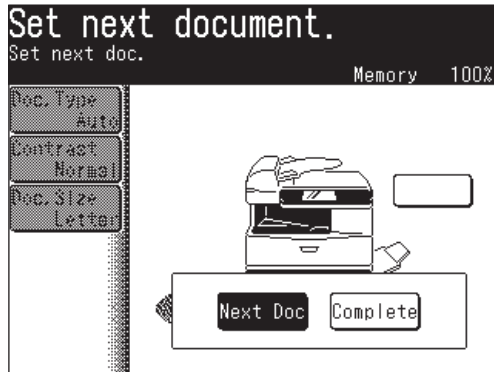 Set next document.
Set next doc.
Memory 100%
Doc. Type
Auto
Contrast
Normal
Doc. Size
Letter
Next Doc
Complete